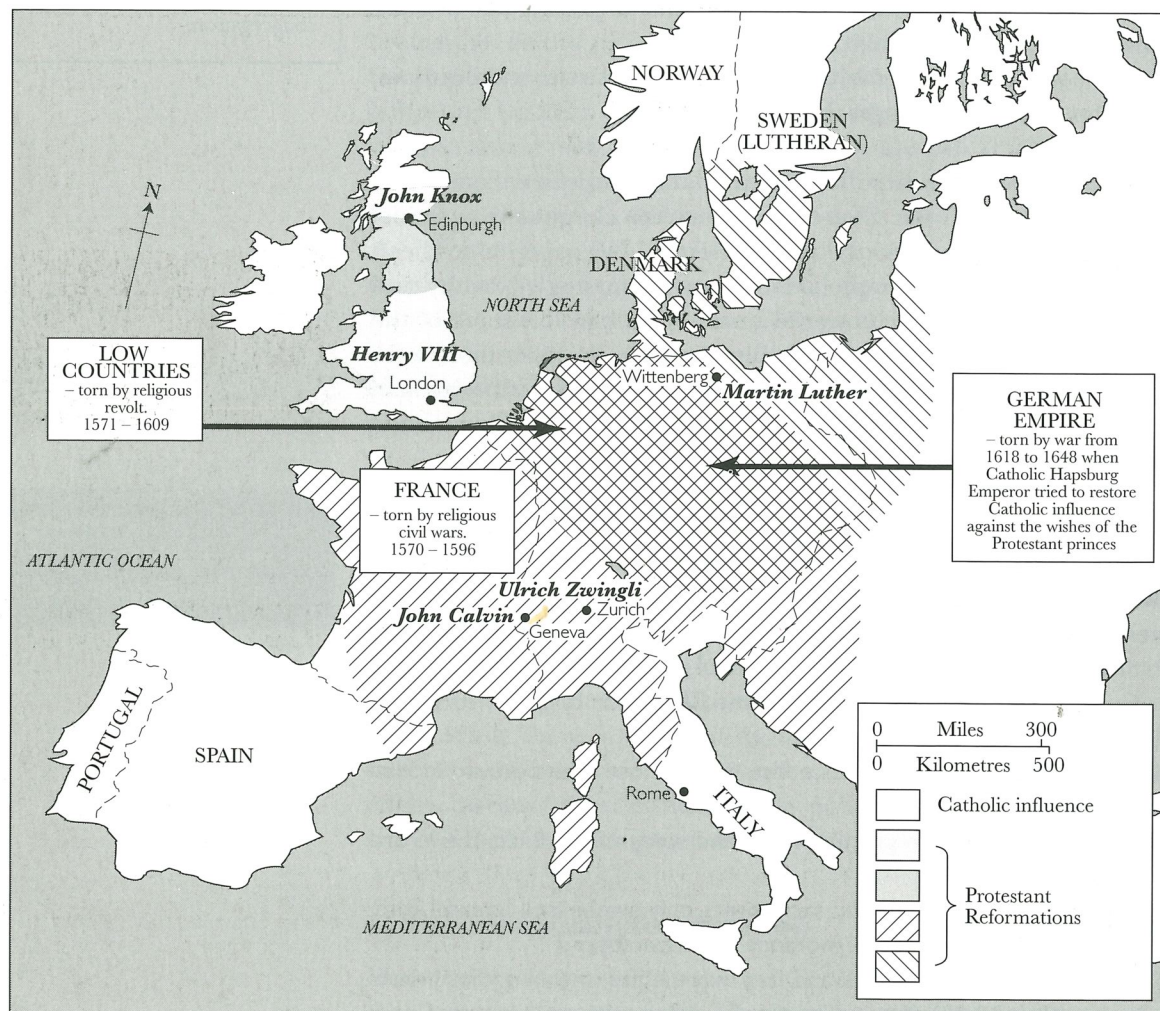 NORWAY
SWEDEN
(LUTHERAN)
N
John Knox
Edinburgh
DENMARK
NORTH SEA
LOW
COUNTRIES
– torn by religious
revolt.
1571 – 1609
Henry VIII
London
Wittenberg
Martin Luther
GERMAN
EMPIRE
– torn by war from
1618 to 1648 when
Catholic Hapsburg
Emperor tried to restore
Catholic influence
against the wishes of the
Protestant princes
FRANCE
– torn by religious
civil wars.
1570 – 1596
ATLANTIC OCEAN
Ulrich Zwingli
Zurich
John Calvin
Geneva
PORTUGAL
SPAIN
Rome
ITALY
MEDITERRANEAN SEA
0 Miles 300
0 Kilometres 500
Catholic influence
Protestant
Reformations